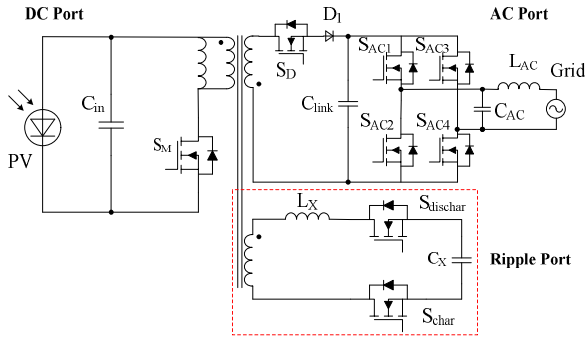 DC Port
AC Port
D1
SD
SAC1
SAC3
LAC
Grid
Cin
Clink
CAC
PV
SM
SAC2
SAC4
LX
Sdischar
CX
Ripple Port
Schar